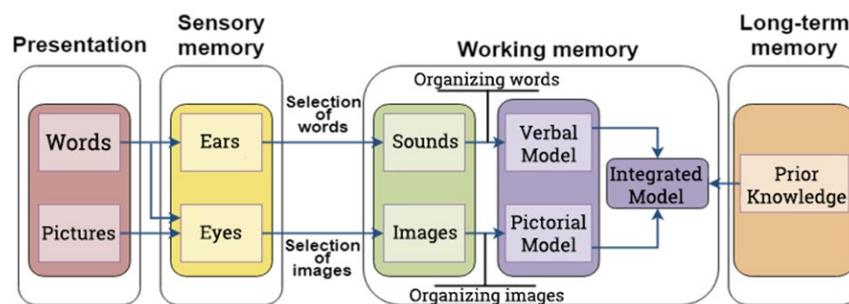 Presentation
Sensory
memory
Working memory
Long-term
memory
Words
Pictures
Ears
Eyes
Selection
of
words
Selection
of
images
Organizing words
Sounds
Images
Verbal
Model
Pictorial
Model
Organizing images
Integrated
Model
Prior
Knowledge